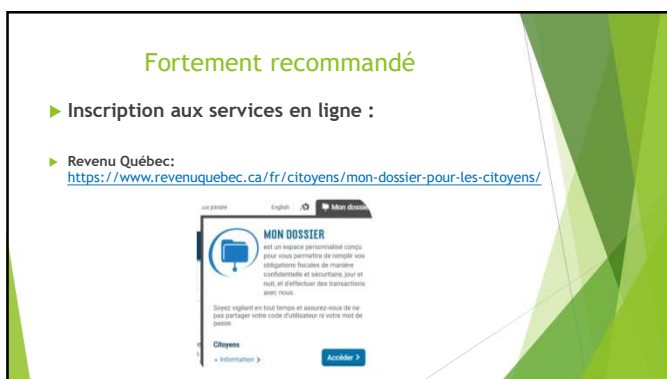 Fortement recommandé
Inscription aux services en ligne :
Revenu Québec:
https://www.revenuquebec.ca/fr/citoyens/mon-dossier-pour-les-citoyens/
joindre English Mon dossie
MON DOSSIER
est un espace personnalisé conçu
pour vous permettre de remplir vos
obligations fiscales de manière
confidentielle et sécuritaire, jour et
nuit, et d'effectuer des transactions
avec nous.
Soyez vigilant en tout temps et assurez-vous de ne
pas partager votre code d'utilisateur ni votre mot de
passe.
Citoyens
+ Information >
Accéder >